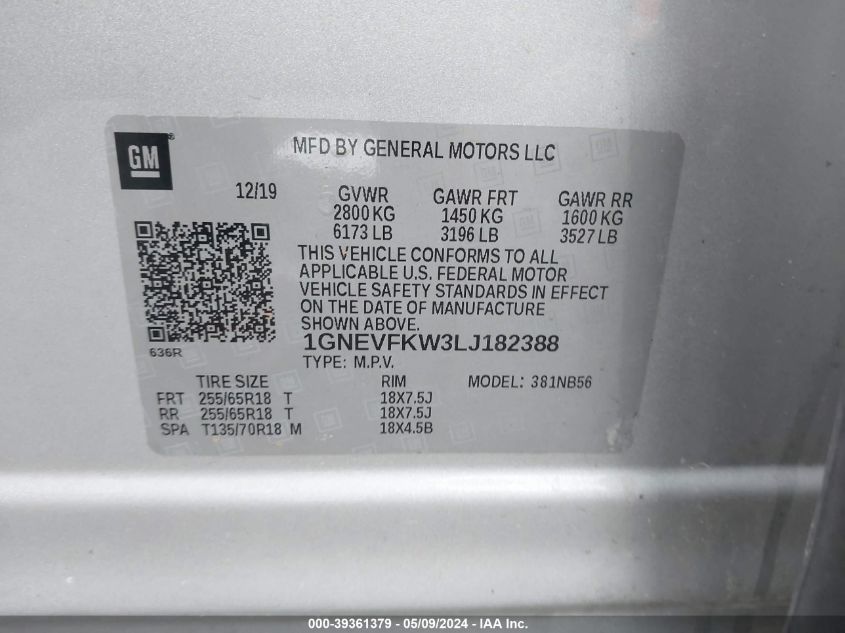 GM
MFD BY GENERAL MOTORS LLC
12/19 GVWR GAWR FRT GAWR RR
2800 KG 1450 KG 1600 KG
6173 LB 3196 LB 3527 LB
THIS VEHICLE CONFORMS TO ALL
APPLICABLE U.S. FEDERAL MOTOR
VEHICLE SAFETY STANDARDS IN EFFECT
ON THE DATE OF MANUFACTURE
SHOWN ABOVE.
636R
1GNEVFKW3LJ182388
TYPE: M.P.V.
TIRE SIZE RIM MODEL: 381NB56
FRT 255/65R18 T 18X7.5J
RR 255/65R18 T 18X7.5J
SPA T135/70R18 M 18X4.5B
000-39361379 - 05/09/2024 - IAA Inc.